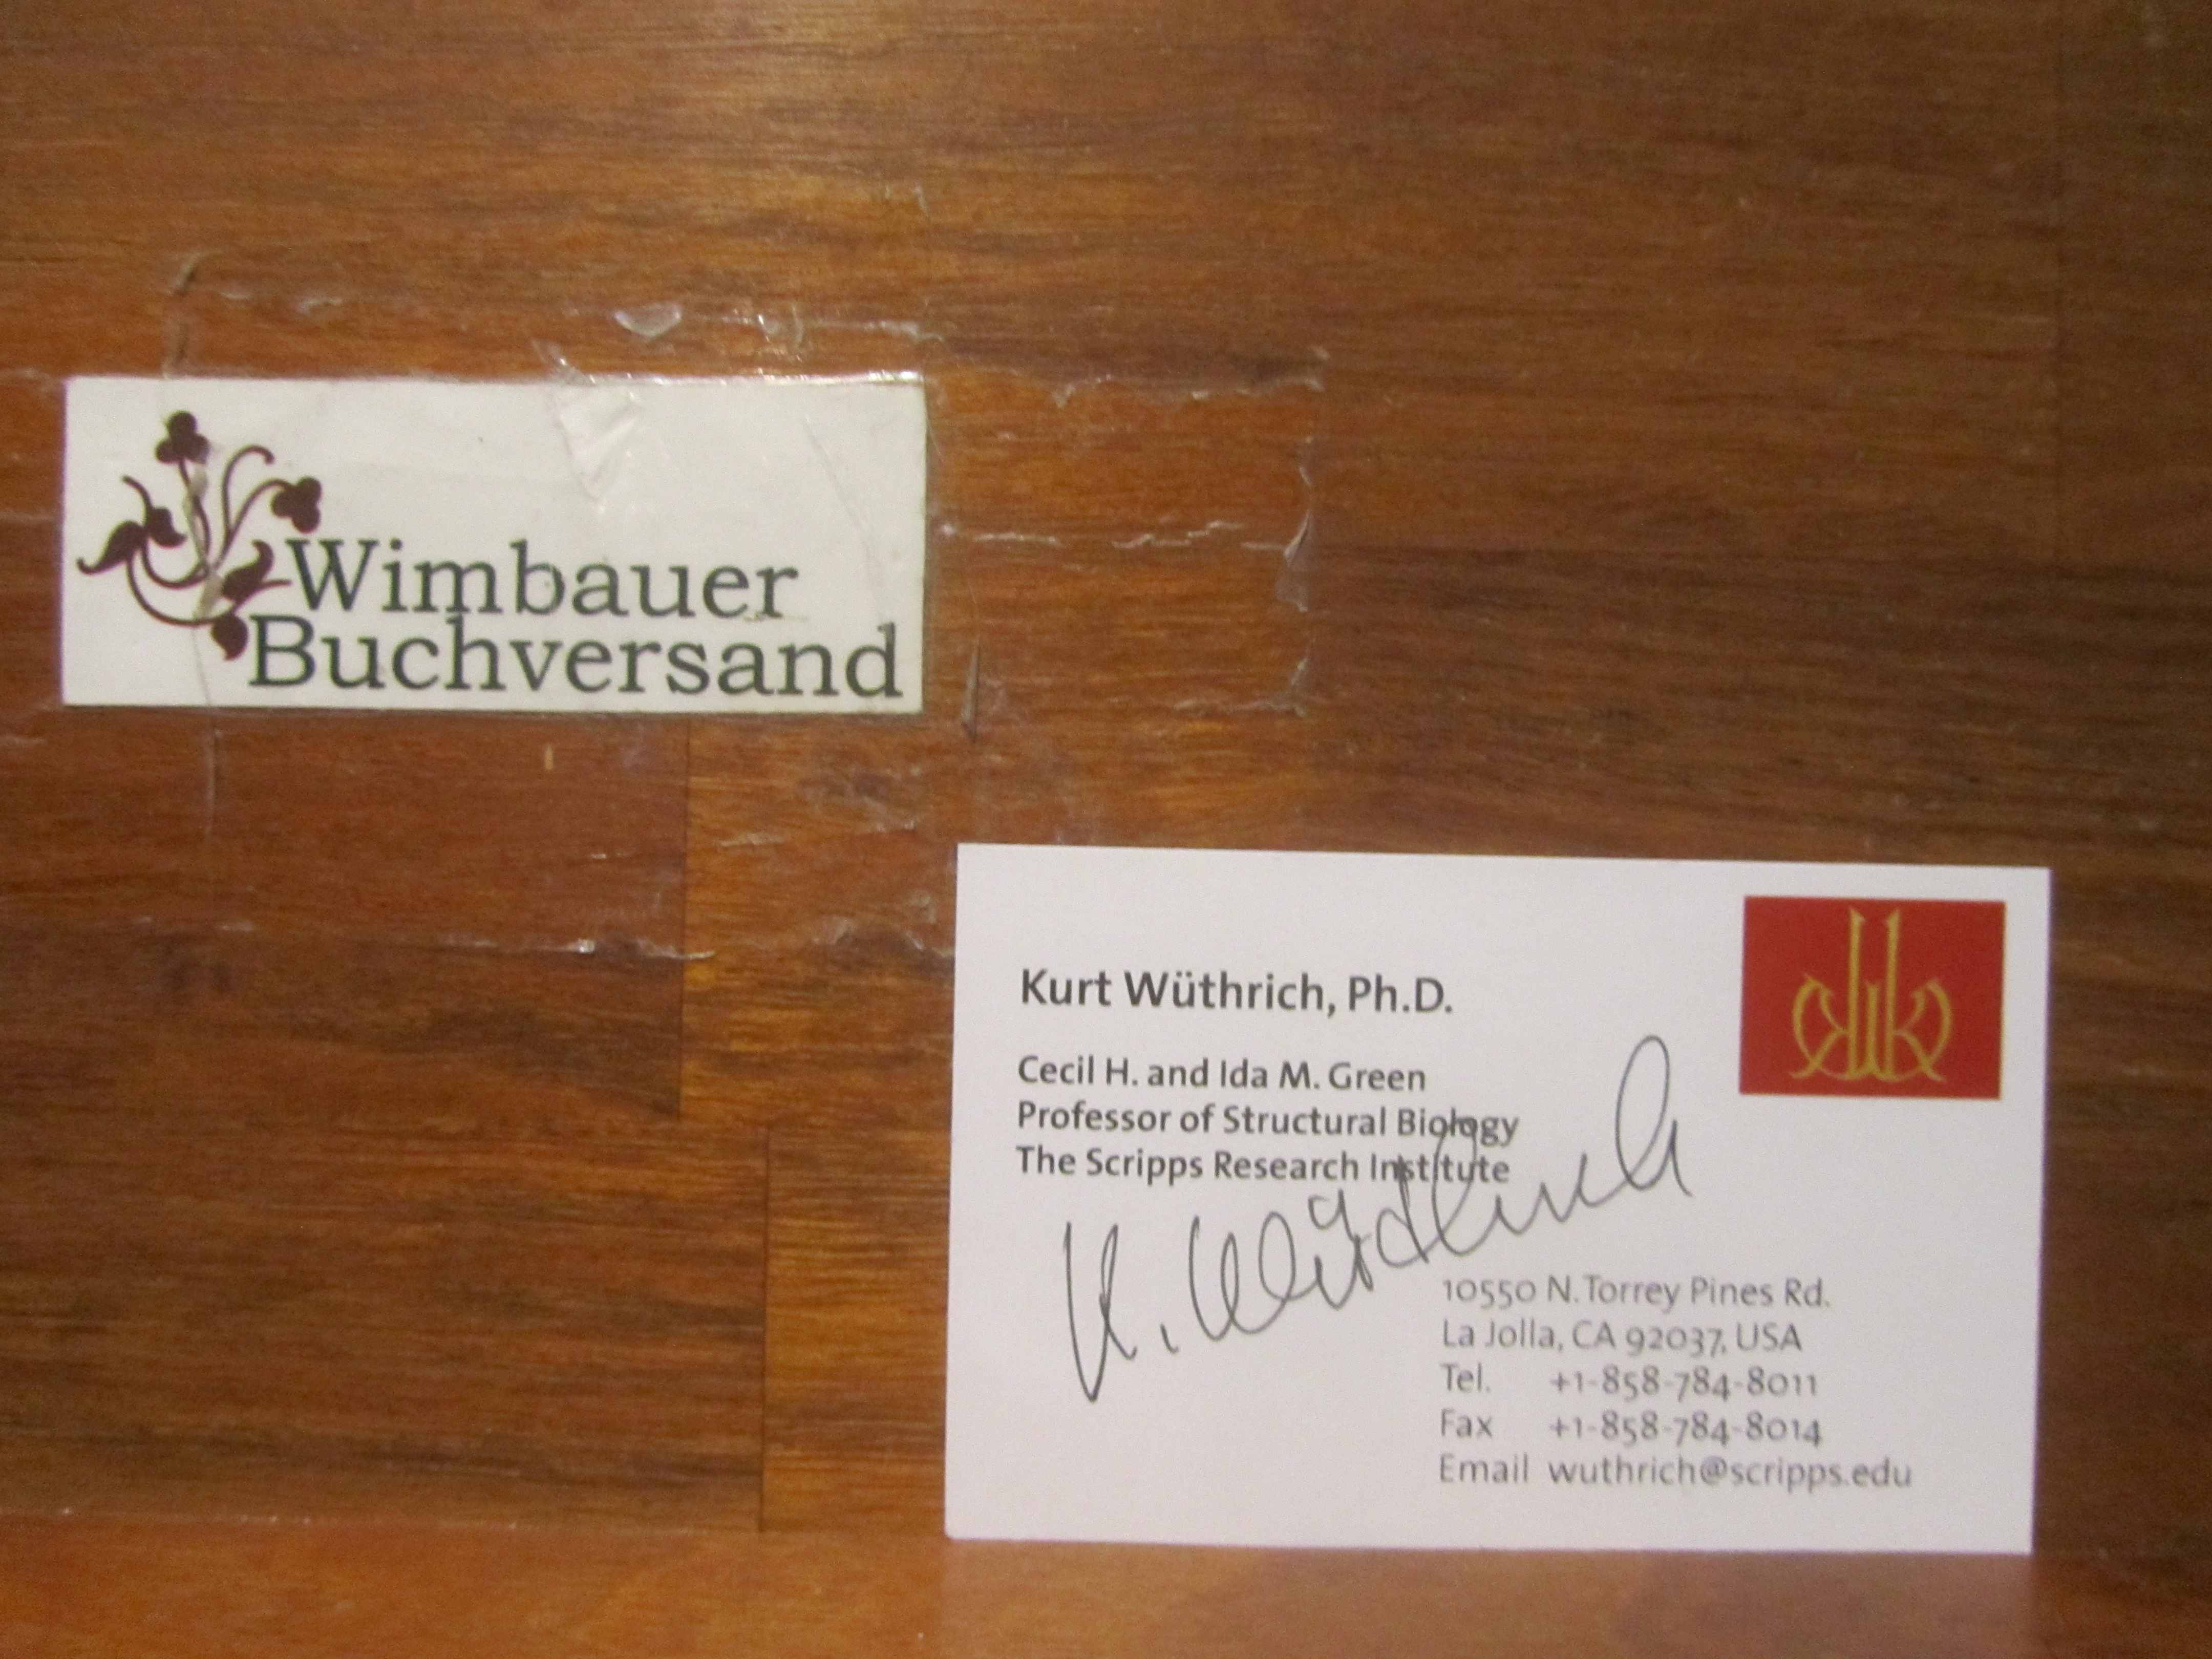 Wimbauer
Buchversand
Kurt Wüthrich, Ph.D.
Cecil H. and Ida M. Green
Professor of Structural Biology
The Scripps Research Institute
K. Wüthrich
10550 N. Torrey Pines Rd.
La Jolla, CA 92037, USA
Tel. +1-858-784-8011
Fax +1-858-784-8014
Email wuthrich@scripps.edu